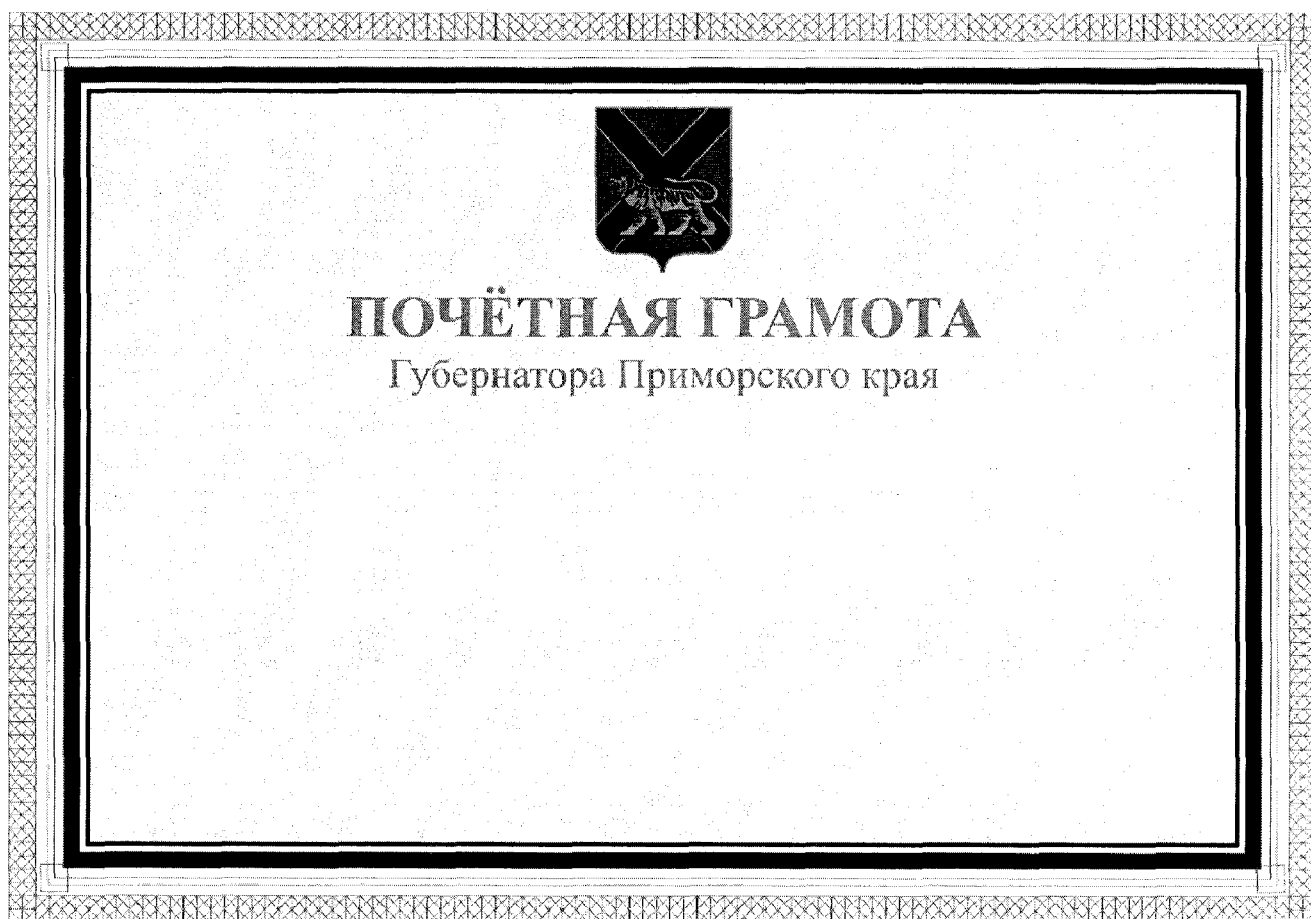 ПОЧЁТНАЯ ГРАМОТА
Губернатора Приморского края